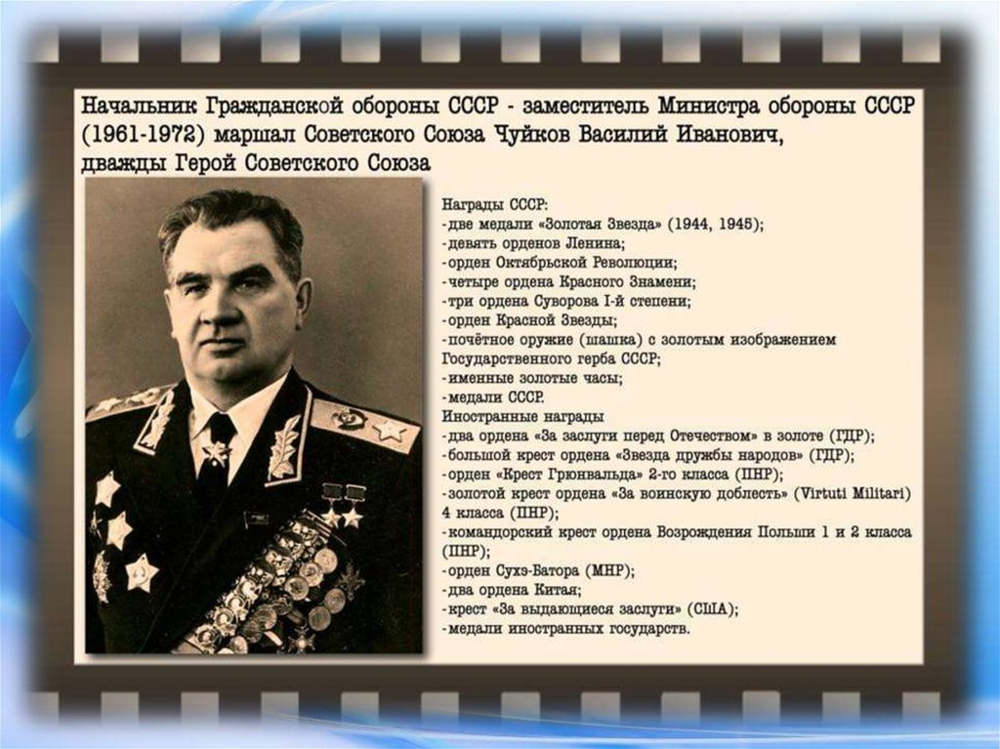 Начальник Гражданской обороны СССР - заместитель Министра обороны СССР
(1961-1972) маршал Советского Союза Чуйков Василий Иванович,
дважды Герой Советского Союза
Награды СССР:
-две медали «Золотая Звезда» (1944, 1945);
-девять орденов Ленина;
-орден Октябрьской Революции;
-четыре ордена Красного Знамени;
-три ордена Суворова I-й степени;
-орден Красной Звезды;
-почётное оружие (шашка) с золотым изображением
Государственного герба СССР;
-именные золотые часы;
-медали СССР.
Иностранные награды
-два ордена «За заслуги перед Отечеством» в золоте (ГДР);
-большой крест ордена «Звезда дружбы народов» (ГДР);
-орден «Крест Грюнвальда» 2-го класса (ПНР);
-золотой крест ордена «За воинскую доблесть» (Virtuti Militari)
4 класса (ПНР);
-командорский крест ордена Возрождения Польши 1 и 2 класса
(ПНР);
-орден Сухэ-Батора (МНР);
-два ордена Китая;
-крест «За выдающиеся заслуги» (США);
-медали иностранных государств.